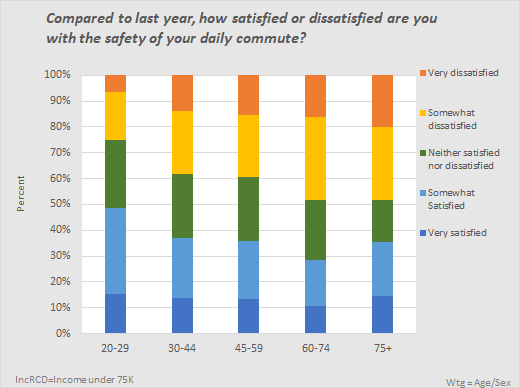 Compared to last year, how satisfied or dissatisfied are you
with the safety of your daily commute?
100%
90%
80%
70%
60%
50%
40%
30%
20%
10%
0%
Percent
20-29
30-44
45-59
60-74
75+
Very dissatisfied
Somewhat
dissatisfied
Neither satisfied
nor dissatisfied
Somewhat
Satisfied
Very satisfied
IncRCD=Income under 75K
Wtg = Age/Sex